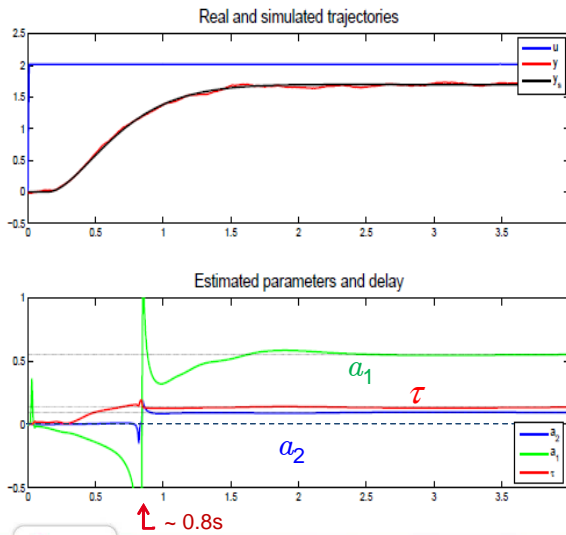 Real and simulated trajectories
2.5
2
1.5
1
0.5
0
−0.5
0 0.5 1 1.5 2 2.5 3 3.5
u
y
yₛ
Estimated parameters and delay
1
0.5
0
−0.5
0 0.5 1 1.5 2 2.5 3 3.5
a₁
τ
a₂
a₂
a₁
τ
~ 0.8s